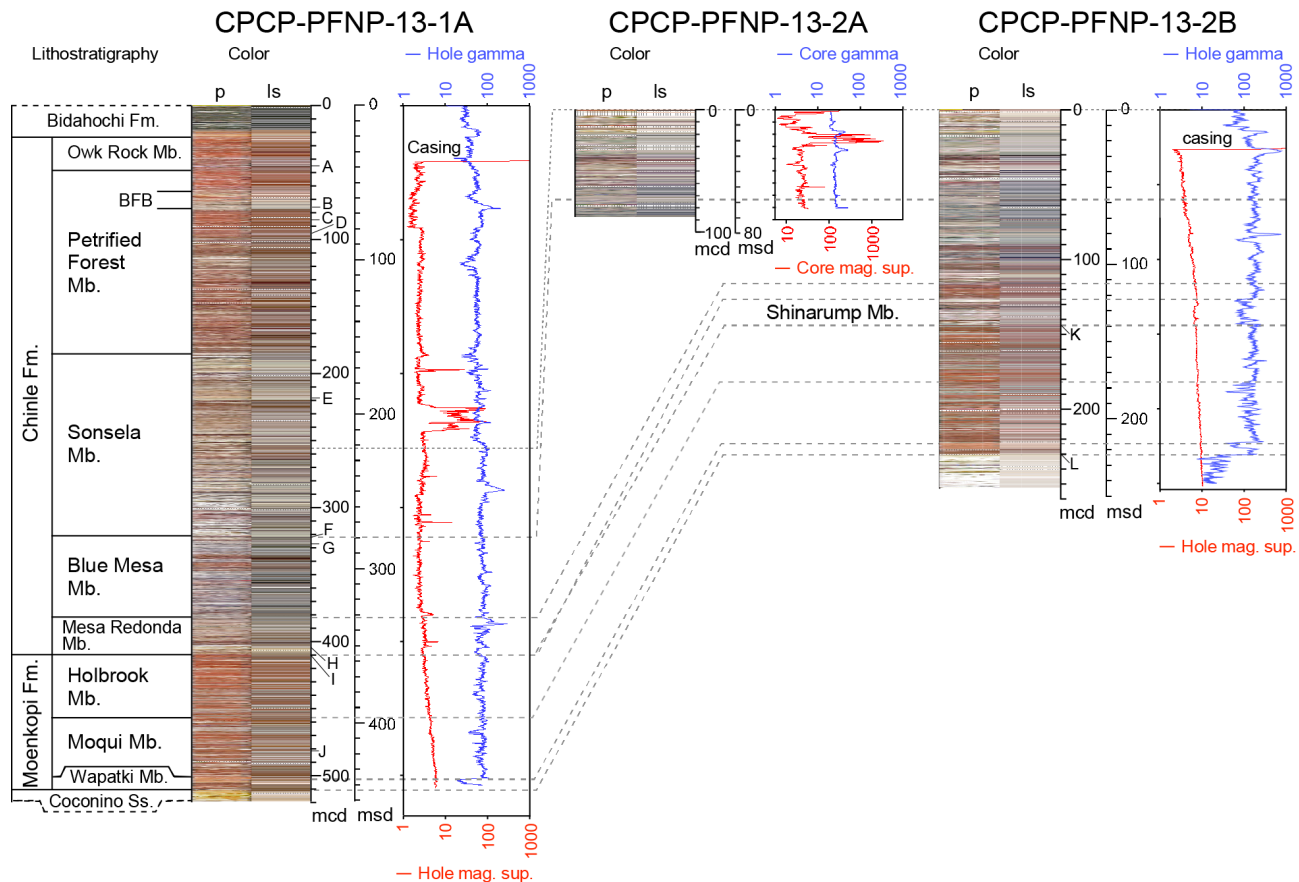 CPCP-PFNP-13-1A
CPCP-PFNP-13-2A
CPCP-PFNP-13-2B
Lithostratigraphy
Color
— Hole gamma
p
ls
1
10
100
1000
Color
— Core gamma
p
ls
1
10
100
1000
Color
— Hole gamma
p
ls
1
10
100
1000
Bidahochi Fm.
Owk Rock Mb.
BFB
Petrified
Forest
Mb.
Sonsela
Mb.
Blue Mesa
Mb.
Mesa Redonda
Mb.
Holbrook
Mb.
Moqui Mb.
Wapatki Mb.
Coconino Ss.
Chinle Fm.
Moenkopi Fm.
0
100
200
300
400
500
mcd
A
B
C
D
E
F
G
H
I
J
0
100
200
300
400
msd
Casing
1
10
100
1000
— Hole mag. sup.
0
100
mcd
0
80
msd
10
100
1000
— Core mag. sup.
Shinarump Mb.
0
100
200
mcd
K
L
0
100
200
msd
casing
1
10
100
1000
— Hole mag. sup.